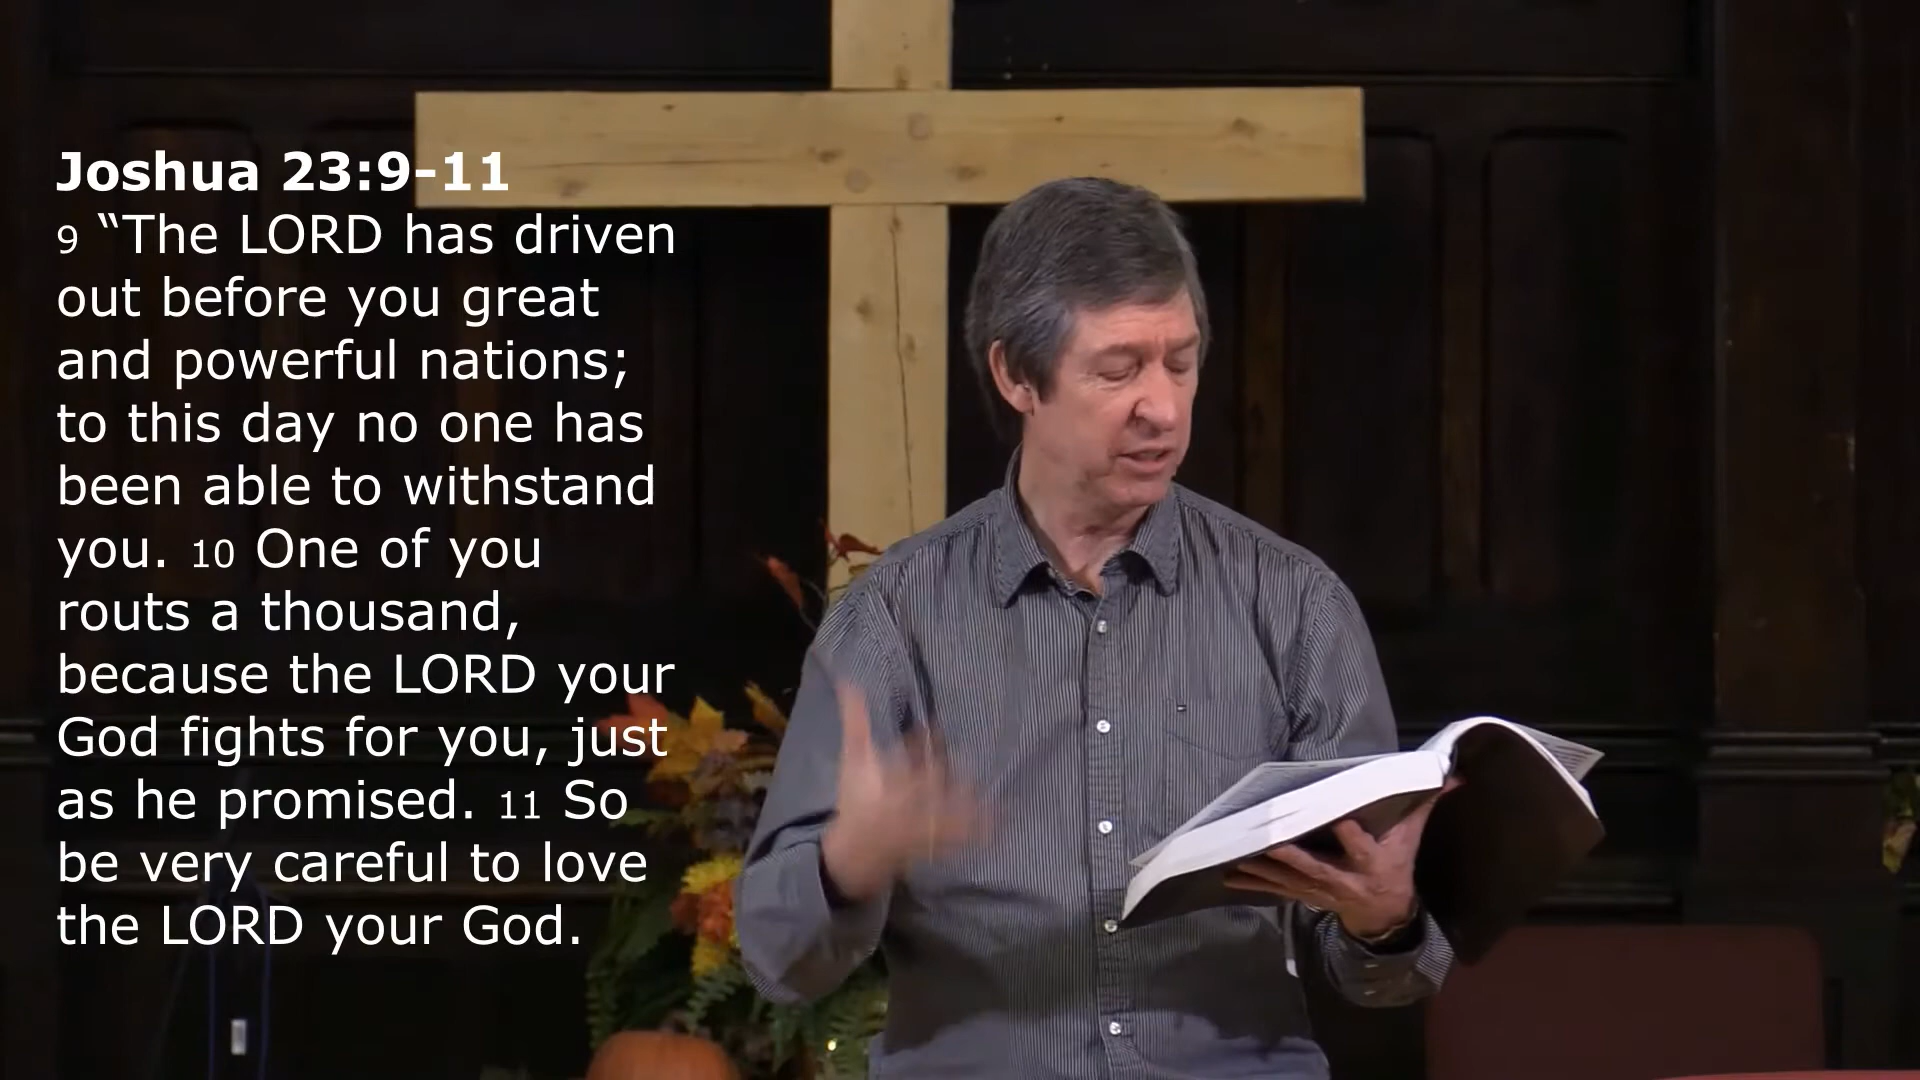 Joshua 23:9-11
9 “The LORD has driven
out before you great
and powerful nations;
to this day no one has
been able to withstand
you. 10 One of you
routs a thousand,
because the LORD your
God fights for you, just
as he promised. 11 So
be very careful to love
the LORD your God.